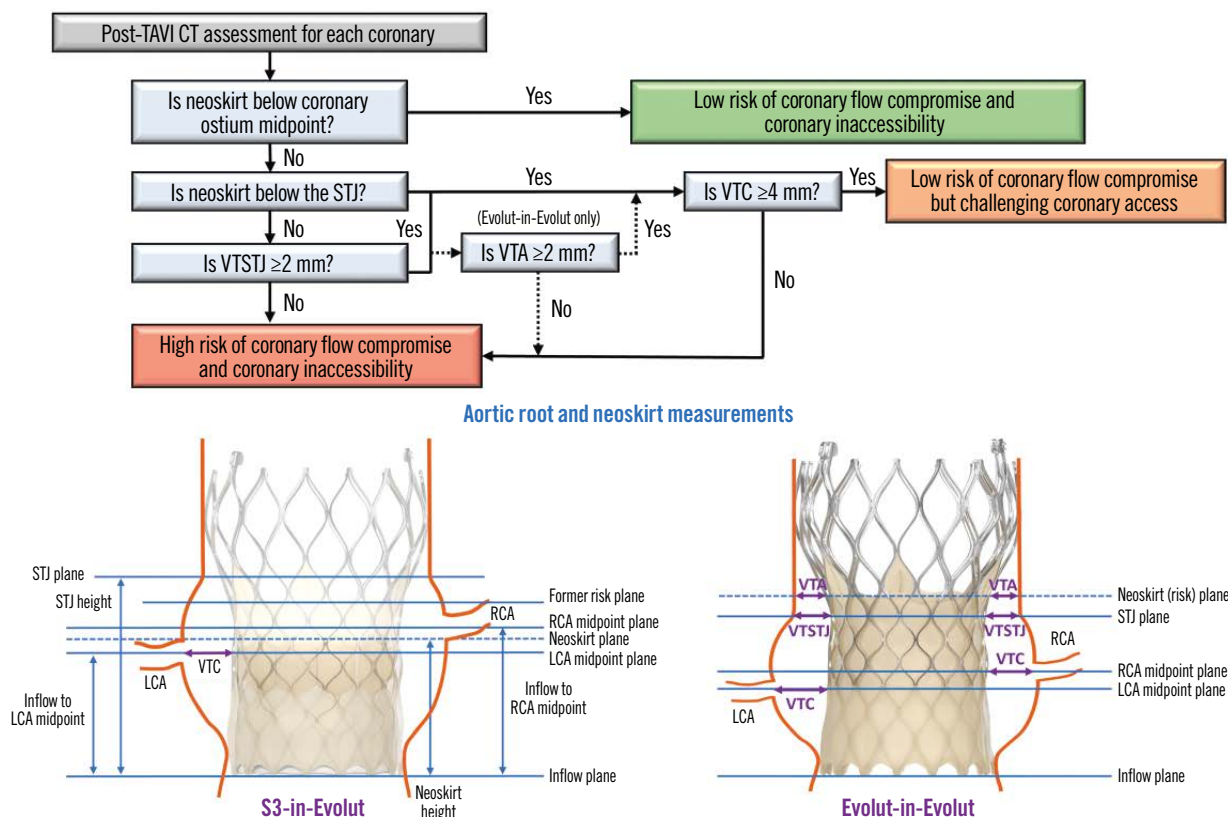 Post-TAVI CT assessment for each coronary
Is neoskirt below coronary
ostium midpoint?
Yes
Low risk of coronary flow compromise and
coronary inaccessibility
No
Is neoskirt below the STJ?
Yes
Is VTC ≥4 mm?
Yes
Low risk of coronary flow compromise
but challenging coronary access
No
Yes
(Evolut-in-Evolut only)
Is VTA ≥2 mm?
Yes
Is VTSTJ ≥2 mm?
No
No
No
High risk of coronary flow compromise
and coronary inaccessibility
Aortic root and neoskirt measurements
STJ plane
STJ height
Former risk plane
RCA
RCA midpoint plane
Neoskirt plane
LCA midpoint plane
VTC
LCA
Inflow to
LCA midpoint
Inflow to
RCA midpoint
Inflow plane
Neoskirt
height
S3-in-Evolut
VTA
VTA
Neoskirt (risk) plane
STJ plane
VTSTJ
VTSTJ
RCA
VTC
RCA midpoint plane
LCA midpoint plane
VTC
LCA
Inflow plane
Evolut-in-Evolut